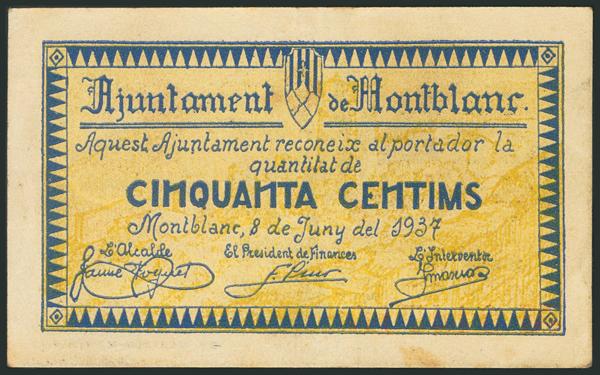 Ajuntament de Montblanc.
Aquest Ajuntament reconeix al portador la
quantitat de
CINQUANTA CENTIMS
Montblanc, 8 de Juny del 1937
L'Alcalde El President de Finances L'Interventor